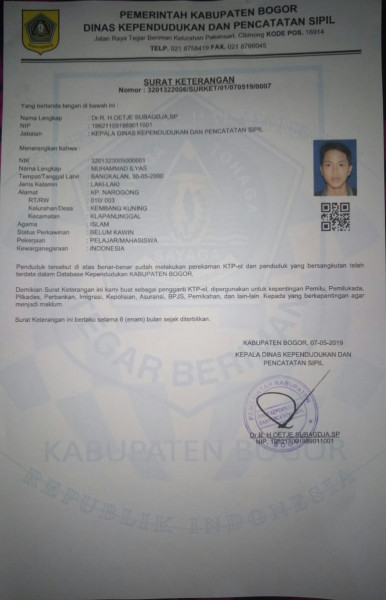 PEMERINTAH KABUPATEN BOGOR
DINAS KEPENDUDUKAN DAN PENCATATAN SIPIL
Jalan Raya Tegar Beriman Kelurahan Pakansari, Cibinong KODE POS. 16914
TELP. 021 8758419 FAX. 021 8766045
SURAT KETERANGAN
Nomor : 3201322006/SURKET/01/070519/0007
Yang bertanda tangan di bawah ini :
Nama Lengkap : Dr.R. H.OETJE SUBAGDJA,SP
NIP : 196211091989011001
Jabatan : KEPALA DINAS KEPENDUDUKAN DAN PENCATATAN SIPIL
Menerangkan bahwa :
NIK : 3201323005000001
Nama Lengkap : MUHAMMAD ILYAS
Tempat/Tanggal Lahir : BANGKALAN, 30-05-2000
Jenis Kelamin : LAKI-LAKI
Alamat : KP. NAROGONG
RT/RW : 010/ 003
Kelurahan/Desa : KEMBANG KUNING
Kecamatan : KLAPANUNGGAL
Agama : ISLAM
Status Perkawinan : BELUM KAWIN
Pekerjaan : PELAJAR/MAHASISWA
Kewarganegaraan : INDONESIA
Penduduk tersebut di atas benar-benar sudah melakukan perekaman KTP-el dan penduduk yang bersangkutan telah
terdata dalam Database Kependudukan KABUPATEN BOGOR.
Demikian Surat Keterangan ini kami buat sebagai pengganti KTP-el, dipergunakan untuk kepentingan Pemilu, Pemilukada,
Pilkades, Perbankan, Imigrasi, Kepolisian, Asuransi, BPJS, Pernikahan, dan lain-lain. Kepada yang berkepentingan agar
menjadi maklum.
Surat Keterangan ini berlaku selama 6 (enam) bulan sejak diterbitkan.
KABUPATEN BOGOR, 07-05-2019
KEPALA DINAS KEPENDUDUKAN DAN
PENCATATAN SIPIL
Dr.R. H.OETJE SUBAGDJA,SP
NIP. 196211091989011001
TEGAR BERIMAN
KABUPATEN BOGOR
REPUBLIK INDONESIA